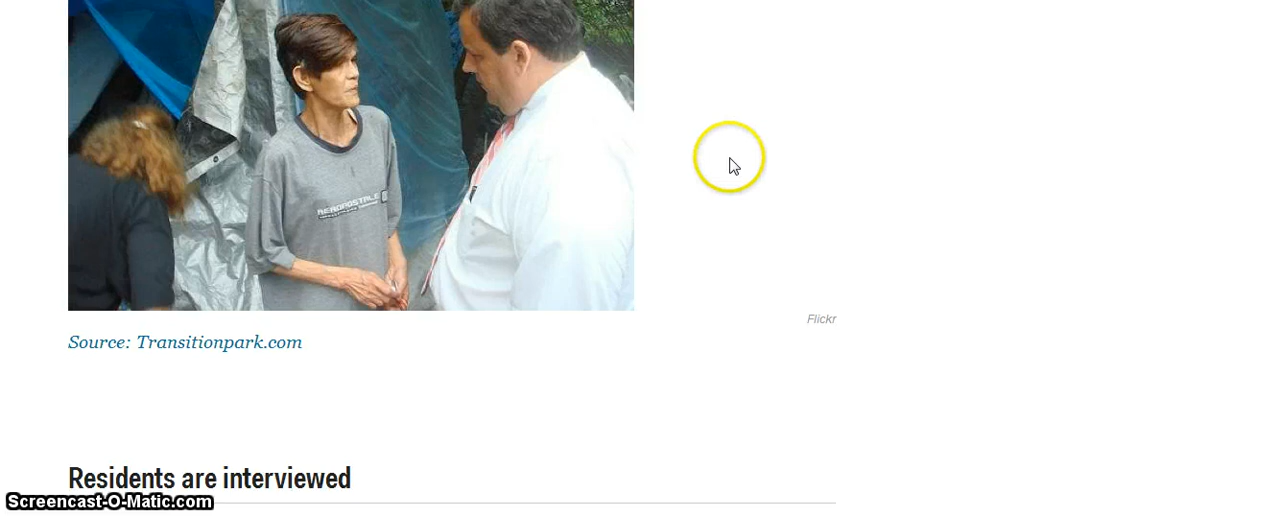 AEROPOSTALE
Flickr
Source: Transitionpark.com
Residents are interviewed
Screencast-O-Matic.com